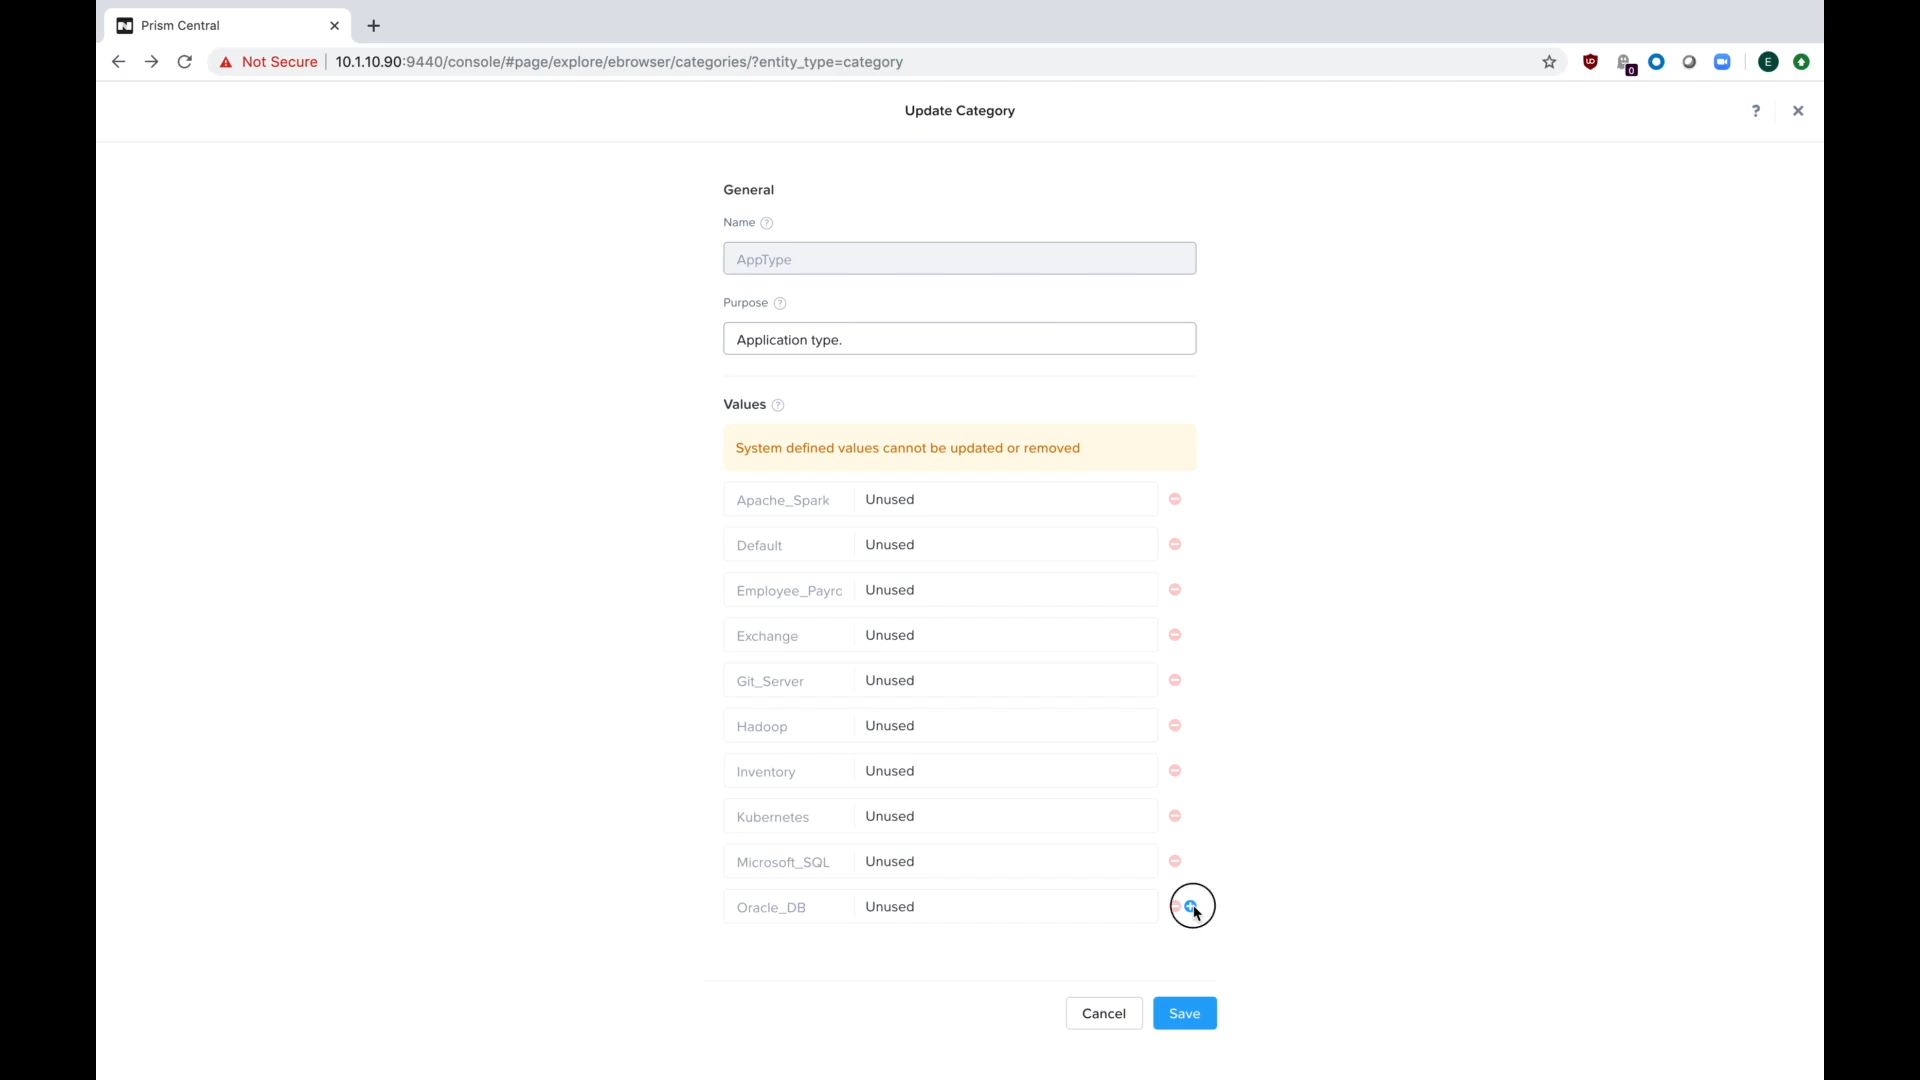 Prism Central
Not Secure 10.1.10.90:9440/console/#page/explore/ebrowser/categories/?entity_type=category
0
E
Update Category
?
General
Name ?
AppType
Purpose ?
Application type.
Values ?
System defined values cannot be updated or removed
Apache_Spark Unused
Default Unused
Employee_Payrc Unused
Exchange Unused
Git_Server Unused
Hadoop Unused
Inventory Unused
Kubernetes Unused
Microsoft_SQL Unused
Oracle_DB Unused
Cancel Save